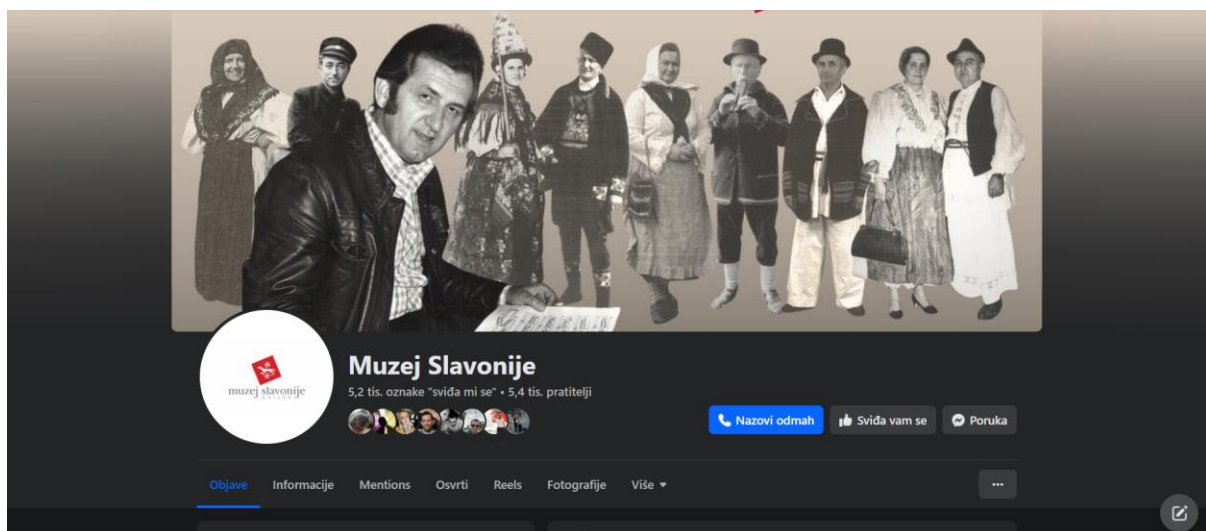 muzej slavonije
Muzej Slavonije
5,2 tis. oznake "sviđa mi se" • 5,4 tis. pratitelji
Nazovi odmah
Sviđa vam se
Poruka
Objave
Informacije
Mentions
Osvrti
Reels
Fotografije
Više